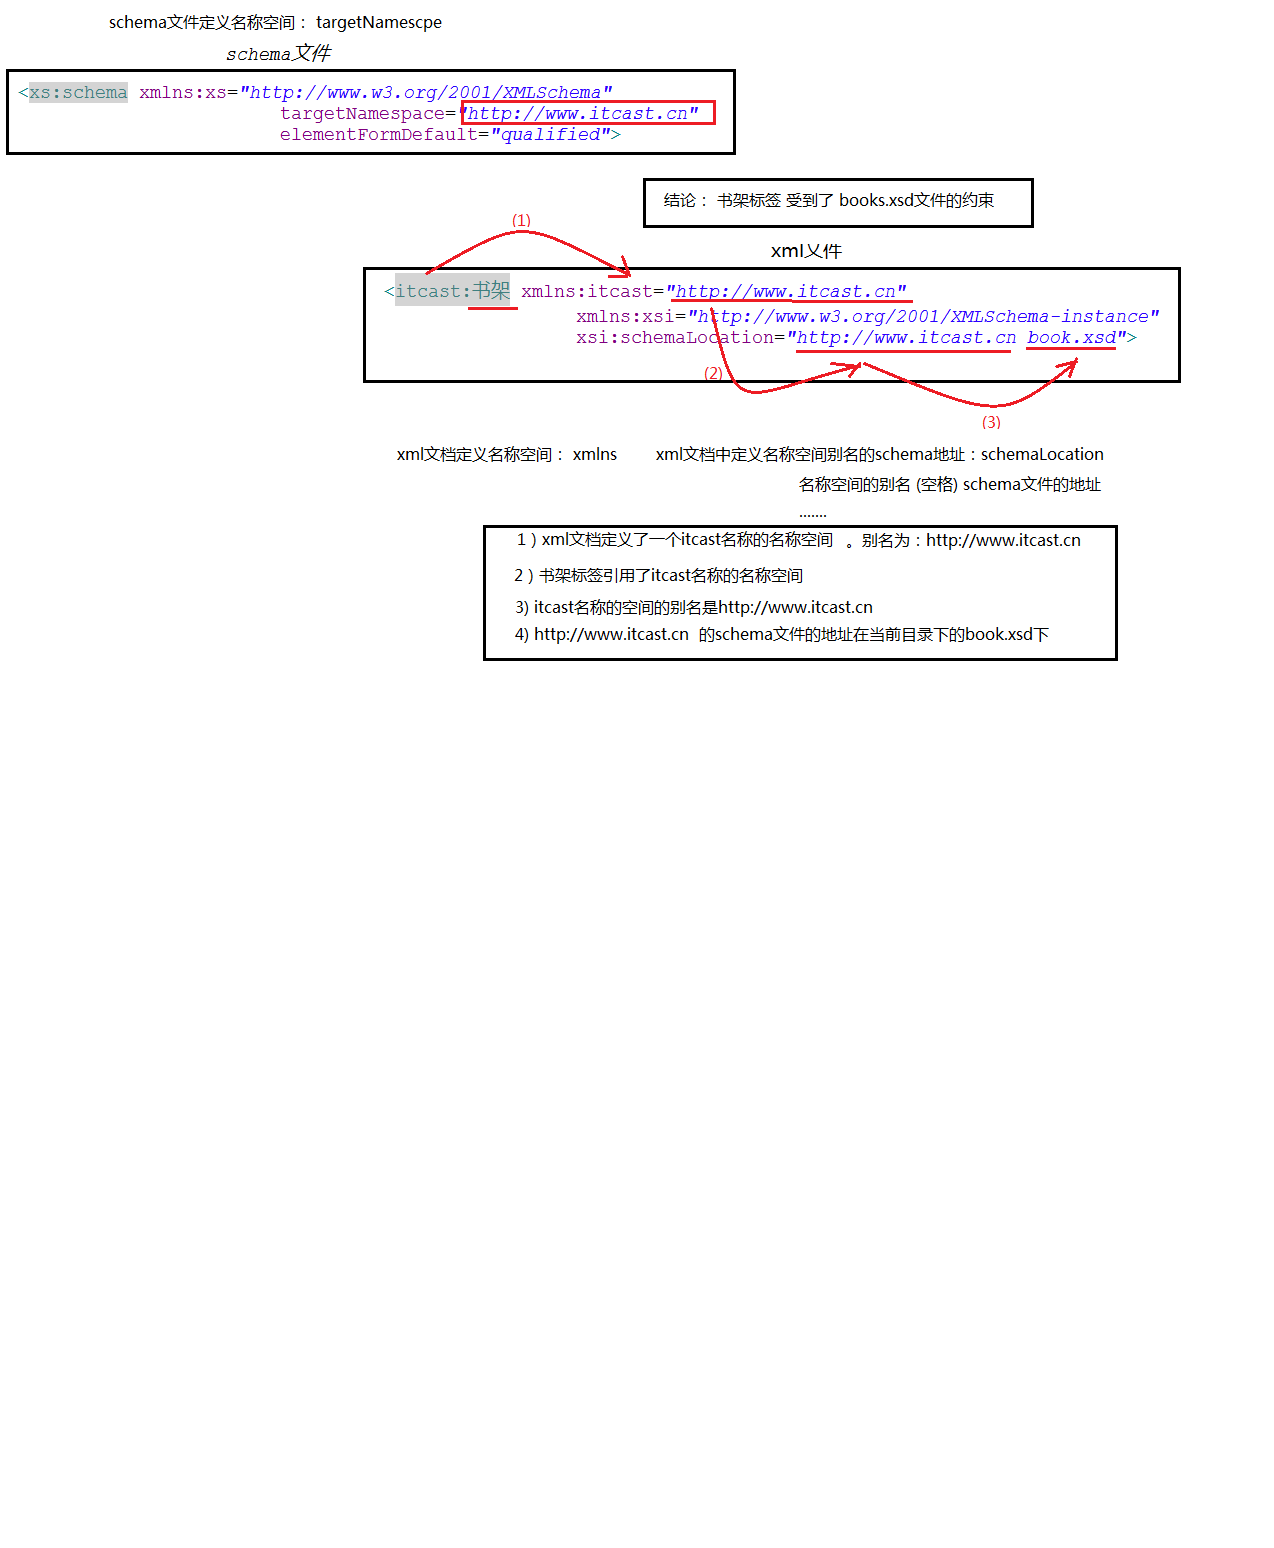 schema文件定义名称空间： targetNamescpe
schema文件
<xs:schema xmlns:xs="http://www.w3.org/2001/XMLSchema"
targetNamespace="http://www.itcast.cn"
elementFormDefault="qualified">
结论： 书架标签 受到了 books.xsd文件的约束
(1)
xml文件
<itcast:书架 xmlns:itcast="http://www.itcast.cn"
xmlns:xsi="http://www.w3.org/2001/XMLSchema-instance"
xsi:schemaLocation="http://www.itcast.cn book.xsd">
(2)
(3)
xml文档定义名称空间： xmlns xml文档中定义名称空间别名的schema地址：schemaLocation
名称空间的别名 (空格) schema文件的地址
.......
1）xml文档定义了一个itcast名称的名称空间 。别名为：http://www.itcast.cn
2）书架标签引用了itcast名称的名称空间
3) itcast名称的空间的别名是http://www.itcast.cn
4) http://www.itcast.cn 的schema文件的地址在当前目录下的book.xsd下